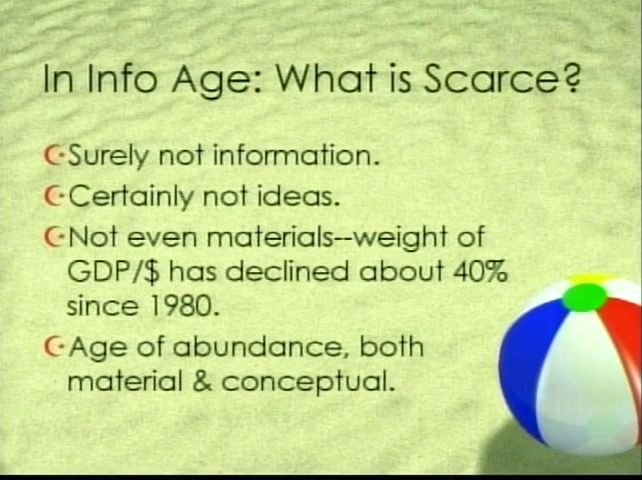 In Info Age: What is Scarce?
Surely not information.
Certainly not ideas.
Not even materials--weight of
GDP/$ has declined about 40%
since 1980.
Age of abundance, both
material & conceptual.